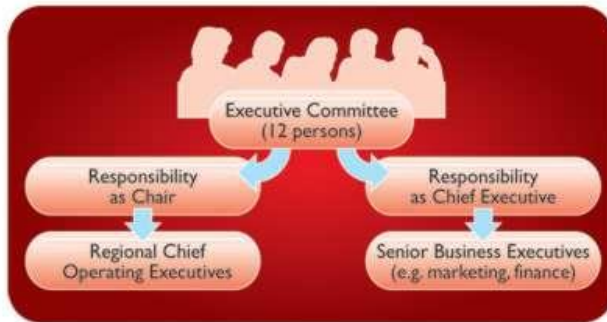 Executive Committee
(12 persons)
Responsibility
as Chair
Responsibility
as Chief Executive
Regional Chief
Operating Executives
Senior Business Executives
(e.g. marketing, finance)